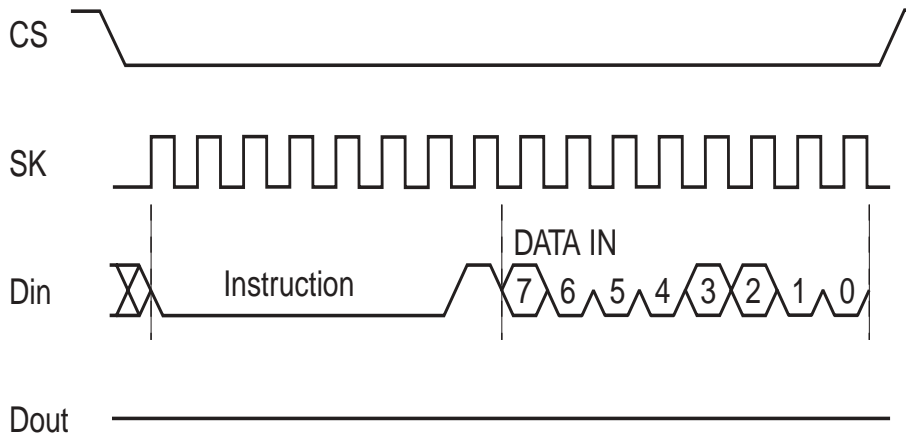 CS
SK
DATA IN
Din Instruction 7 6 5 4 3 2 1 0
Dout